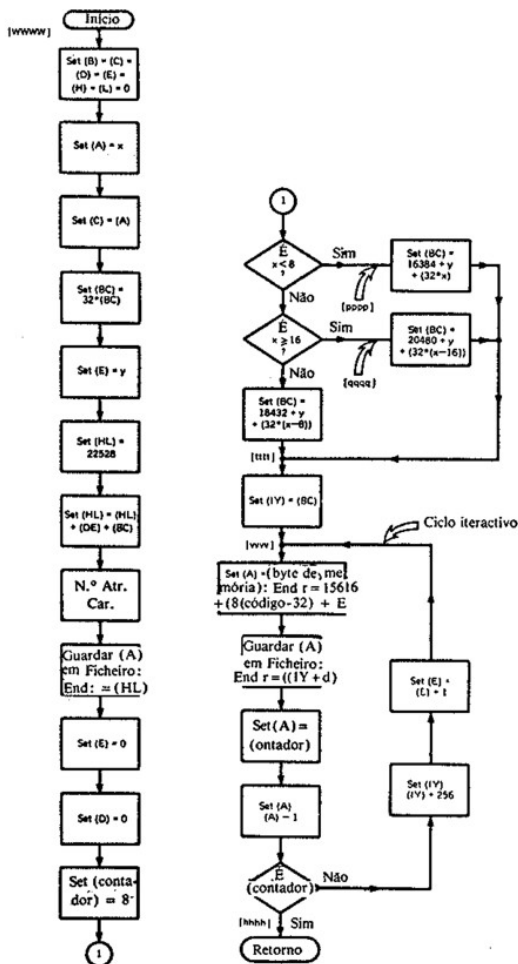 Início
[wwww]
Set (B) = (C) =
(D) = (E) =
(H) = (L) = 0
Set (A) = x
Set (C) = (A)
Set (BC) =
32*(BC)
Set (E) = y
Set (HL) =
22528
Set (HL) = (HL)
+ (DE) + (BC)
N.º Atr.
Car.
Guardar (A)
em Ficheiro:
End: = (HL)
Set (E) = 0
Set (D) = 0
Set (conta-
dor) = 8
1
1
É
x < 8
?
Sim
Não
[pppp]
Set (BC) =
16384 + y
+ (32*x)
É
x ≥ 16
?
Sim
Não
[qqqq]
Set (BC) =
20480 + y
+ (32*(x-16))
Set (BC) =
18432 + y
+ (32*(x-8))
[tttt]
Set (IY) = (BC)
[vvvv]
Ciclo iteractivo
Set (A) = (byte de me-
mória): End r = 15616
+ (8(código-32) + E
Guardar (A)
em Ficheiro:
End r = ((IY + d)
Set (A) =
(ontador)
Set (A)
(A) - 1
É
(contador)
Não
[hhhh]
Sim
Retorno
Set (IY)
(IY) + 256
Set (E) =
(L) + 1